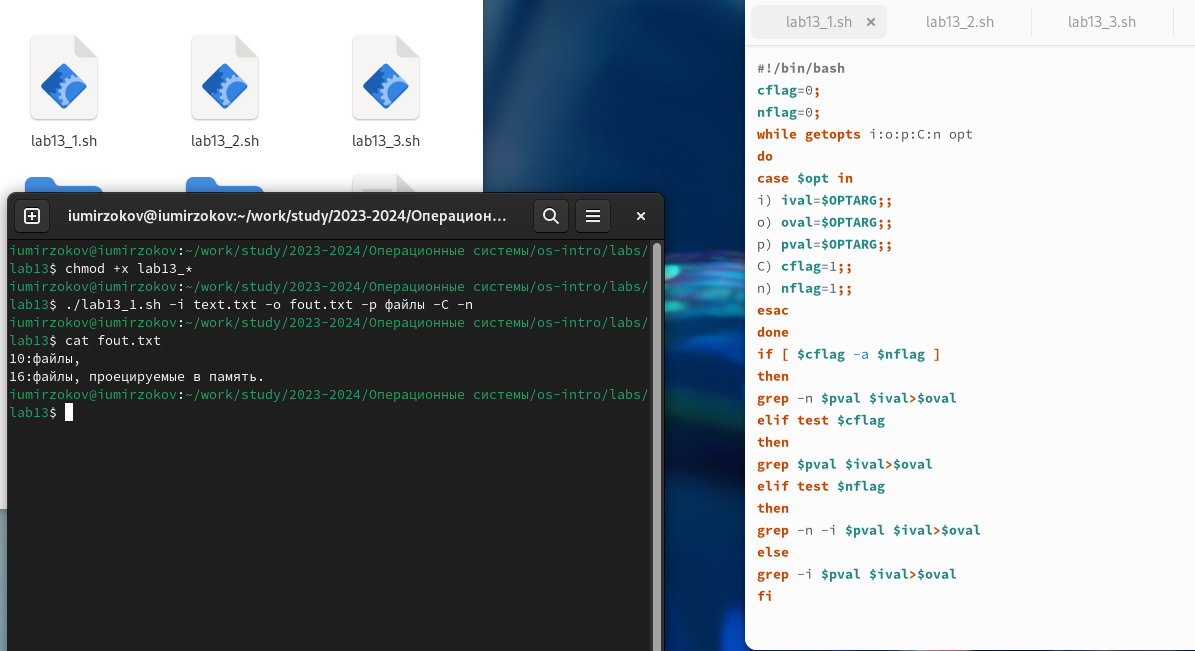 lab13_1.sh
lab13_2.sh
lab13_3.sh
iumirzokov@iumirzokov:~/work/study/2023-2024/Операцион...
iumirzokov@iumirzokov:~/work/study/2023-2024/Операционные системы/os-intro/labs/
lab13$ chmod +x lab13_*
iumirzokov@iumirzokov:~/work/study/2023-2024/Операционные системы/os-intro/labs/
lab13$ ./lab13_1.sh -i text.txt -o fout.txt -p файлы -C -n
iumirzokov@iumirzokov:~/work/study/2023-2024/Операционные системы/os-intro/labs/
lab13$ cat fout.txt
10:файлы,
16:файлы, проецируемые в память.
iumirzokov@iumirzokov:~/work/study/2023-2024/Операционные системы/os-intro/labs/
lab13$
lab13_1.sh
lab13_2.sh
lab13_3.sh
#!/bin/bash
cflag=0;
nflag=0;
while getopts i:o:p:C:n opt
do
case $opt in
i) ival=$OPTARG;;
o) oval=$OPTARG;;
p) pval=$OPTARG;;
C) cflag=1;;
n) nflag=1;;
esac
done
if [ $cflag -a $nflag ]
then
grep -n $pval $ival>$oval
elif test $cflag
then
grep $pval $ival>$oval
elif test $nflag
then
grep -n -i $pval $ival>$oval
else
grep -i $pval $ival>$oval
fi